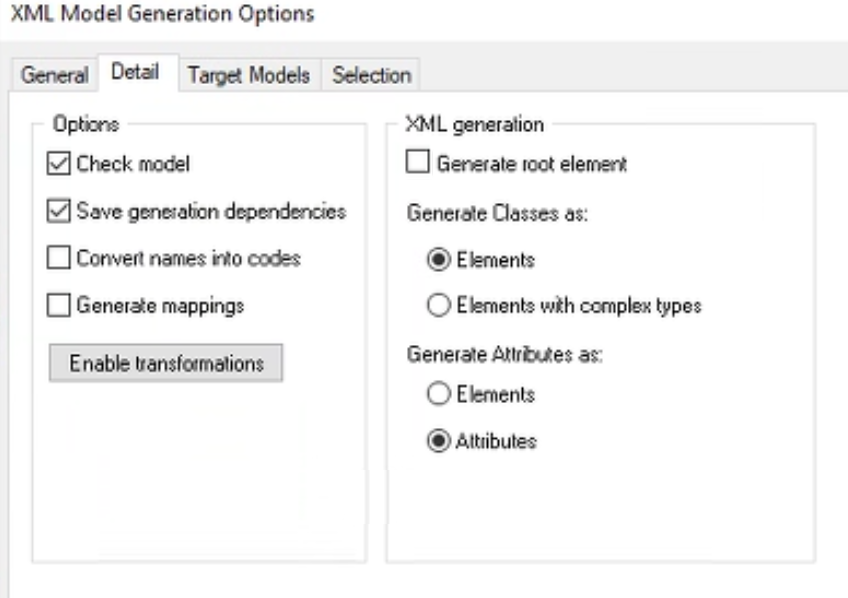 XML Model Generation Options
General
Detail
Target Models
Selection
Options
Check model
Save generation dependencies
Convert names into codes
Generate mappings
Enable transformations
XML generation
Generate root element
Generate Classes as:
Elements
Elements with complex types
Generate Attributes as:
Elements
Attributes